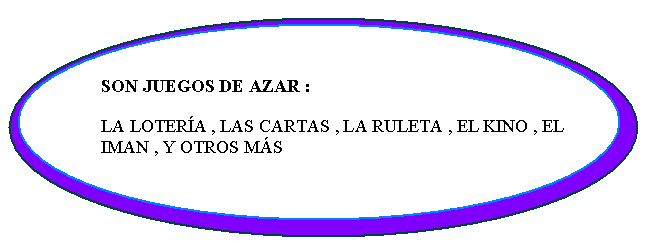 SON JUEGOS DE AZAR :
LA LOTERÍA , LAS CARTAS , LA RULETA , EL KINO , EL
IMAN , Y OTROS MÁS